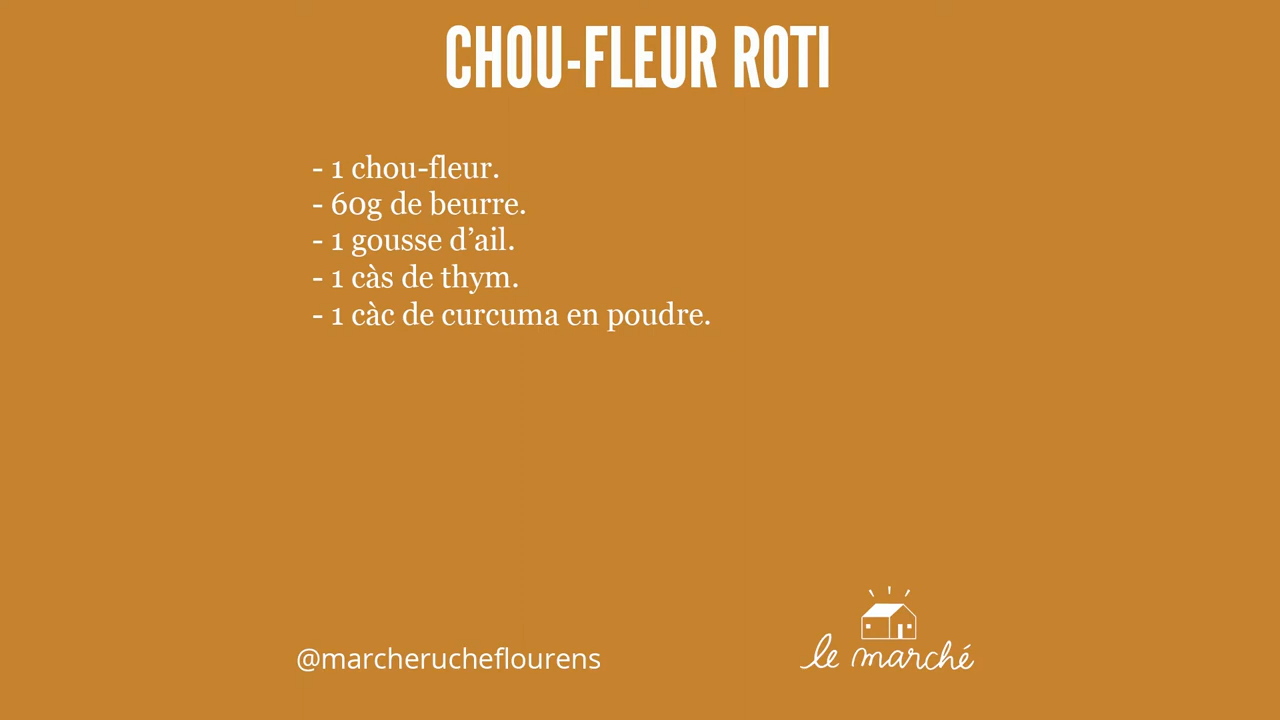 CHOU-FLEUR ROTI
- 1 chou-fleur.
- 60g de beurre.
- 1 gousse d’ail.
- 1 càs de thym.
- 1 càc de curcuma en poudre.
@marcherucheflourens
le marché